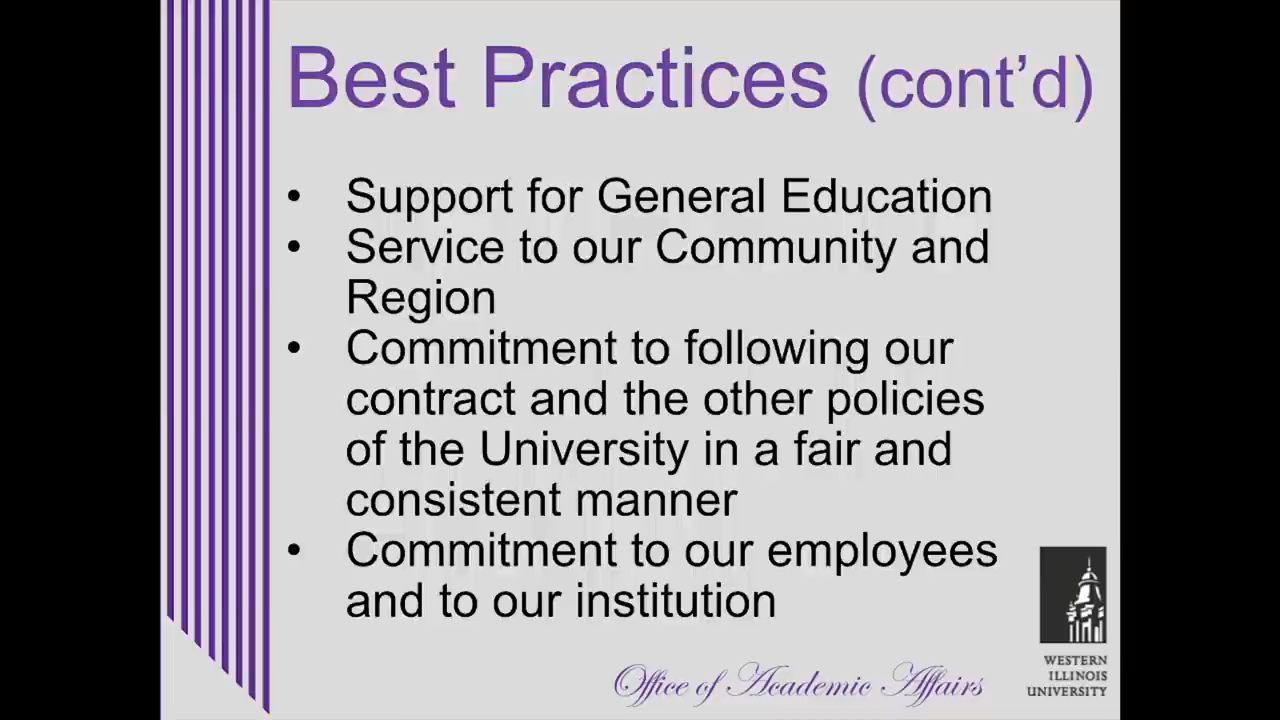 Best Practices (cont'd)
• Support for General Education
• Service to our Community and
Region
• Commitment to following our
contract and the other policies
of the University in a fair and
consistent manner
• Commitment to our employees
and to our institution
Office of Academic Affairs
WESTERN
ILLINOIS
UNIVERSITY